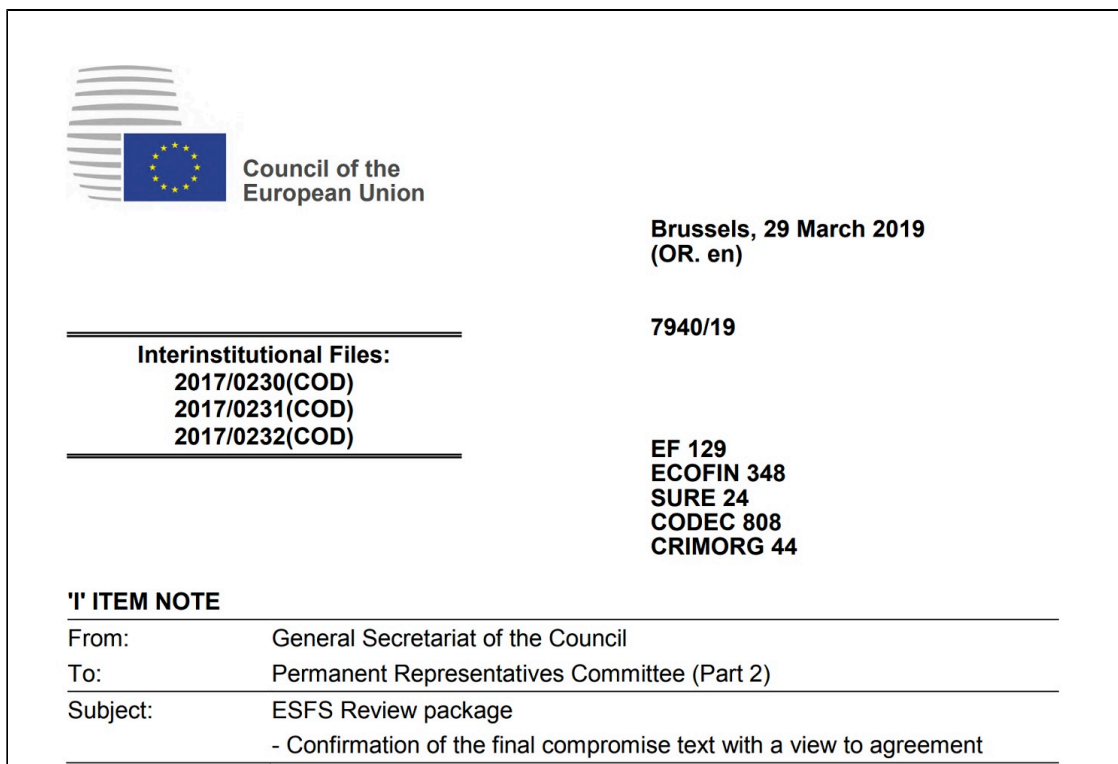 Council of the
European Union
Brussels, 29 March 2019
(OR. en)
7940/19
Interinstitutional Files:
2017/0230(COD)
2017/0231(COD)
2017/0232(COD)
EF 129
ECOFIN 348
SURE 24
CODEC 808
CRIMORG 44
'I' ITEM NOTE
From: General Secretariat of the Council
To: Permanent Representatives Committee (Part 2)
Subject: ESFS Review package
- Confirmation of the final compromise text with a view to agreement